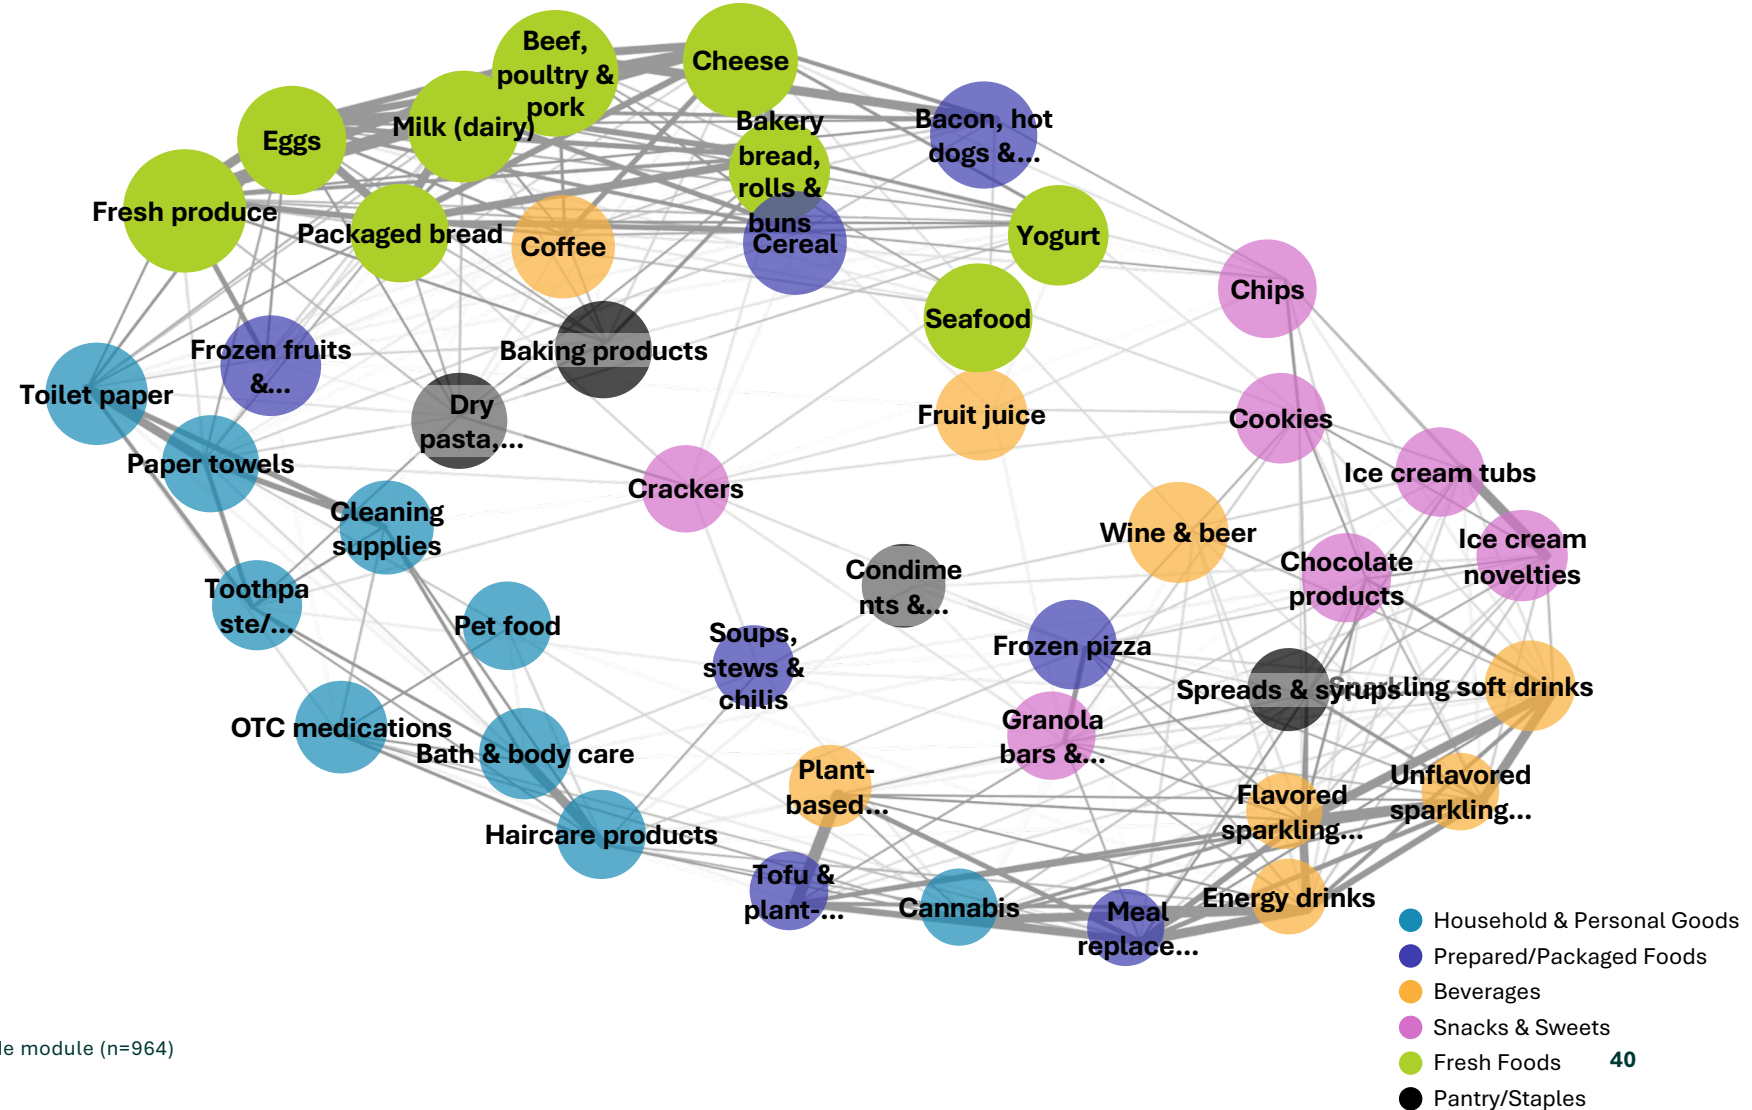 Beef,
poultry &
pork
Cheese
Bacon, hot
dogs &...
Bakery
bread,
rolls &
buns
Milk (dairy)
Eggs
Fresh produce
Packaged bread
Coffee
Cereal
Yogurt
Chips
Seafood
Baking products
Frozen fruits
&...
Toilet paper
Dry
pasta,...
Fruit juice
Cookies
Paper towels
Crackers
Ice cream tubs
Cleaning
supplies
Wine & beer
Ice cream
novelties
Chocolate
products
Condime
nts &...
Toothpa
ste/...
Pet food
Soups,
stews &
chilis
Frozen pizza
Spreads & syrups
Sparkling soft drinks
OTC medications
Bath & body care
Granola
bars &...
Plant-
based...
Flavored
sparkling...
Unflavored
sparkling...
Haircare products
Tofu &
plant-...
Cannabis
Meal
replace...
Energy drinks
Household & Personal Goods
Prepared/Packaged Foods
Beverages
Snacks & Sweets
Fresh Foods
Pantry/Staples
module (n=964)
40